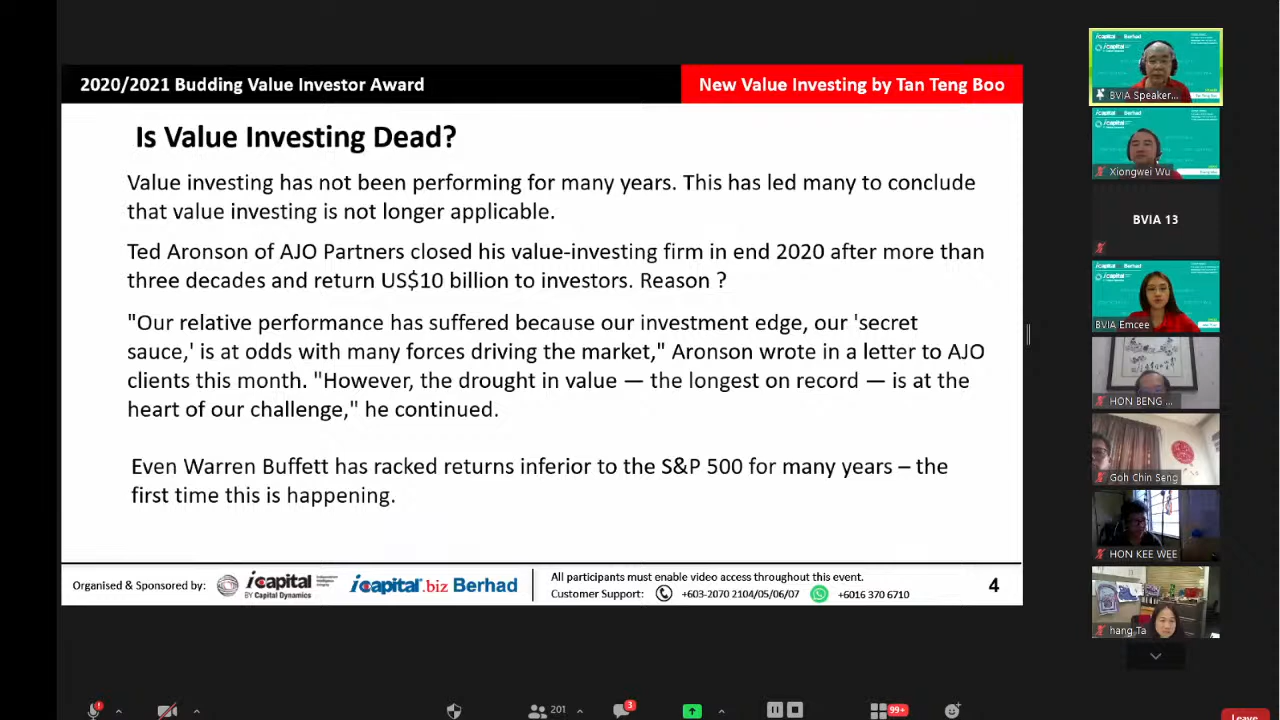 2020/2021 Budding Value Investor Award
New Value Investing by Tan Teng Boo
Is Value Investing Dead?
Value investing has not been performing for many years. This has led many to conclude
that value investing is not longer applicable.
Ted Aronson of AJO Partners closed his value-investing firm in end 2020 after more than
three decades and return US$10 billion to investors. Reason ?
"Our relative performance has suffered because our investment edge, our 'secret
sauce,' is at odds with many forces driving the market," Aronson wrote in a letter to AJO
clients this month. "However, the drought in value — the longest on record — is at the
heart of our challenge," he continued.
Even Warren Buffett has racked returns inferior to the S&P 500 for many years – the
first time this is happening.
Organised & Sponsored by:
icapital
BY Capital Dynamics
icapital.biz Berhad
All participants must enable video access throughout this event.
Customer Support: +603-2070 2104/05/06/07 +6016 370 6710
4
icapital Berhad
BVIA Speaker...
Xiongwei Wu
BVIA 13
BVIA Emcee
HON BENG ...
Goh Chin Seng
HON KEE WEE
hang Ta
201
3
99+
Leave